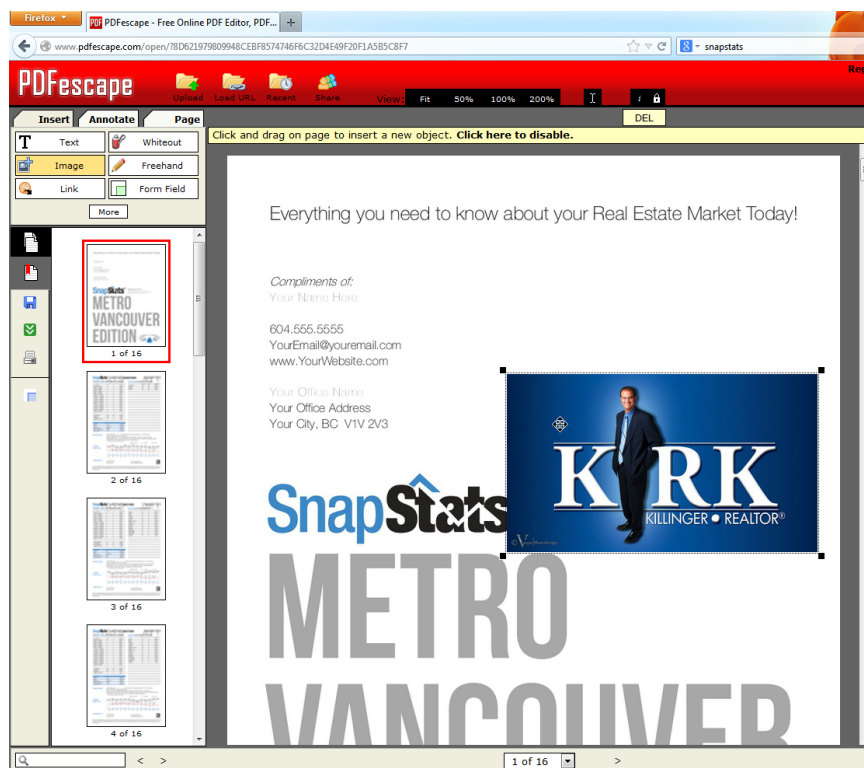 Firefox
PDFescape - Free Online PDF Editor, PDF...
www.pdfescape.com/open/?8D621979809948CEBF8574746F6C32D4E49F20F1A5B5C8F7
snapstats
PDFescape
Upload
Load URL
Recent
Share
View:
Fit
50%
100%
200%
Insert
Annotate
Page
DEL
Click and drag on page to insert a new object. Click here to disable.
Text
Whiteout
Image
Freehand
Link
Form Field
More
Everything you need to know about your Real Estate Market Today!
Compliments of:
Your Name Here
604.555.5555
YourEmail@youremail.com
www.YourWebsite.com
Your Office Name
Your Office Address
Your City, BC V1V 2V3
K RK
KILLINGER • REALTOR®
SnapStats
METRO
VANCOUVER
SnapStats
METRO
VANCOUVER
EDITION
1 of 16
2 of 16
3 of 16
4 of 16
< >
1 of 16
>